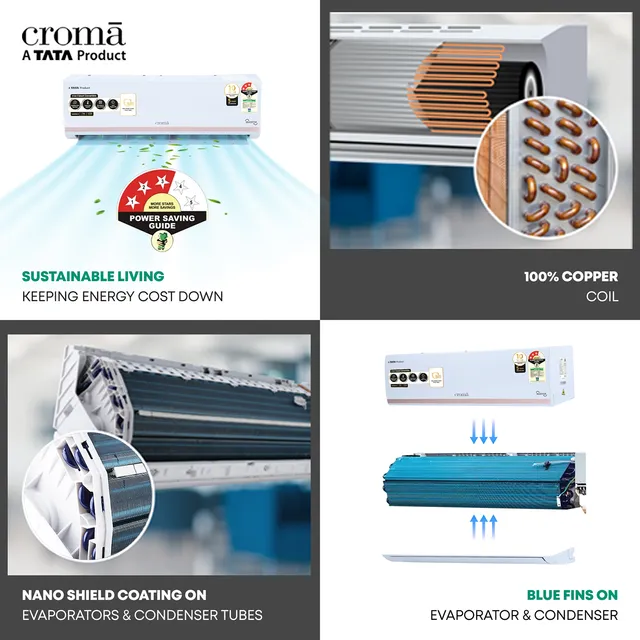 cromā
A TATA Product
MORE STARS
MORE SAVINGS
POWER SAVING
GUIDE
SUSTAINABLE LIVING
KEEPING ENERGY COST DOWN
100% COPPER
COIL
NANO SHIELD COATING ON
EVAPORATORS & CONDENSER TUBES
BLUE FINS ON
EVAPORATOR & CONDENSER